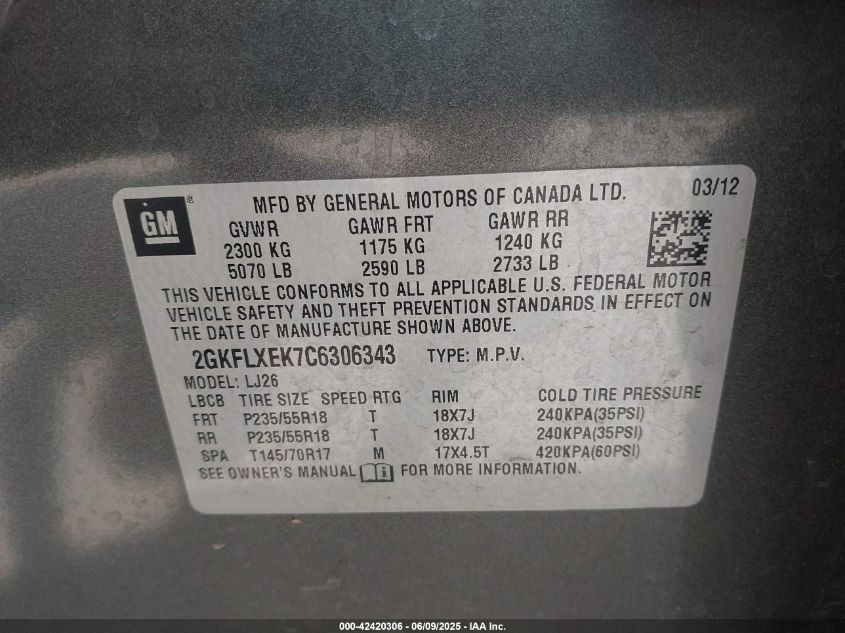 GM ®
MFD BY GENERAL MOTORS OF CANADA LTD. 03/12
GVWR GAWR FRT GAWR RR
2300 KG 1175 KG 1240 KG
5070 LB 2590 LB 2733 LB
THIS VEHICLE CONFORMS TO ALL APPLICABLE U.S. FEDERAL MOTOR
VEHICLE SAFETY AND THEFT PREVENTION STANDARDS IN EFFECT ON
THE DATE OF MANUFACTURE SHOWN ABOVE.
2GKFLXEK7C6306343 TYPE: M.P.V.
MODEL: LJ26
LBCB TIRE SIZE SPEED RTG RIM COLD TIRE PRESSURE
FRT P235/55R18 T 18X7J 240KPA(35PSI)
RR P235/55R18 T 18X7J 240KPA(35PSI)
SPA T145/70R17 M 17X4.5T 420KPA(60PSI)
SEE OWNER'S MANUAL FOR MORE INFORMATION.
000-42420306 - 06/09/2025 - IAA Inc.